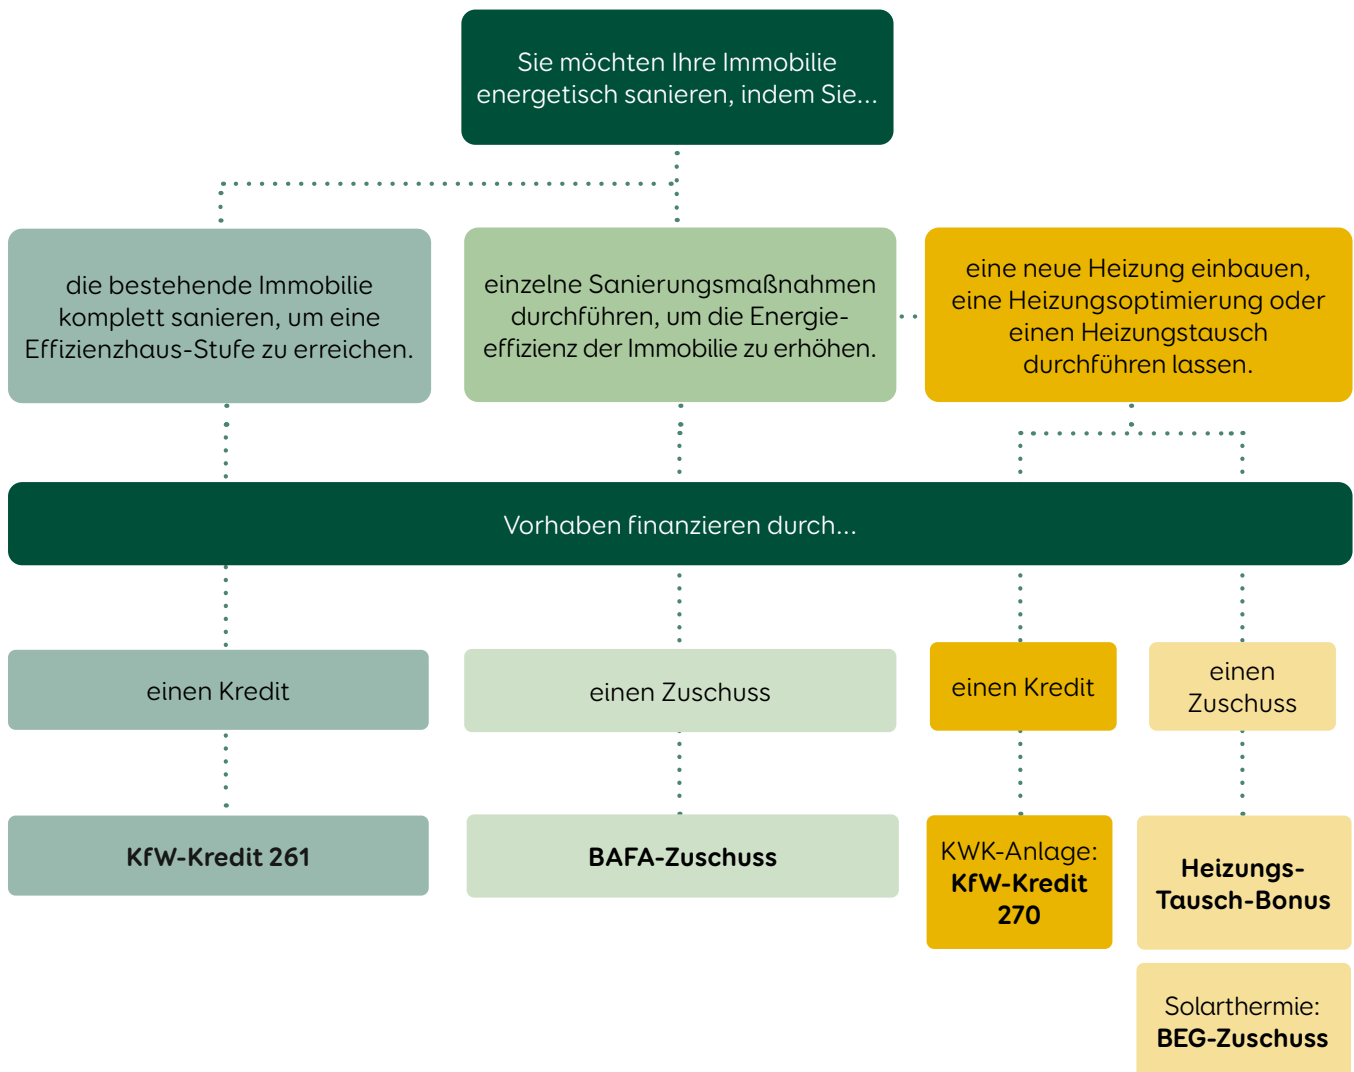 Sie möchten Ihre Immobilie
energetisch sanieren, indem Sie...
die bestehende Immobilie
komplett sanieren, um eine
Effizienzhaus-Stufe zu erreichen.
einzelne Sanierungsmaßnahmen
durchführen, um die Energie-
effizienz der Immobilie zu erhöhen.
eine neue Heizung einbauen,
eine Heizungsoptimierung oder
einen Heizungstausch
durchführen lassen.
Vorhaben finanzieren durch...
einen Kredit
einen Zuschuss
einen Kredit
einen
Zuschuss
KfW-Kredit 261
BAFA-Zuschuss
KWK-Anlage:
KfW-Kredit
270
Heizungs-
Tausch-Bonus
Solarthermie:
BEG-Zuschuss